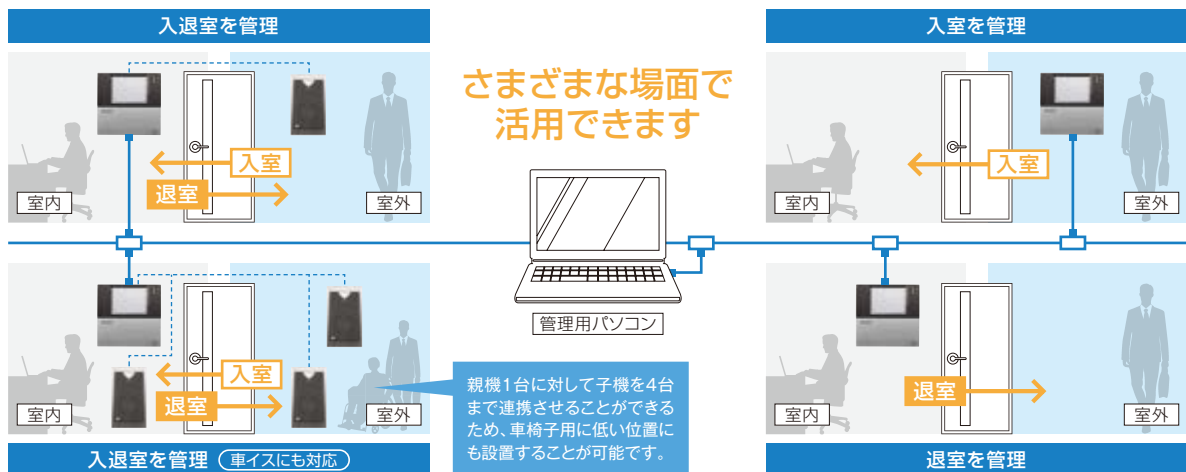 入退室を管理
入室
退室
室内
室外
さまざまな場面で
活用できます
管理用パソコン
入室を管理
入室
室内
室外
入室
退室
室内
室外
入退室を管理 車イスにも対応
親機1台に対して子機を4台
まで連携させることができる
ため、車椅子用に低い位置に
も設置することが可能です。
退室
室内
室外
退室を管理